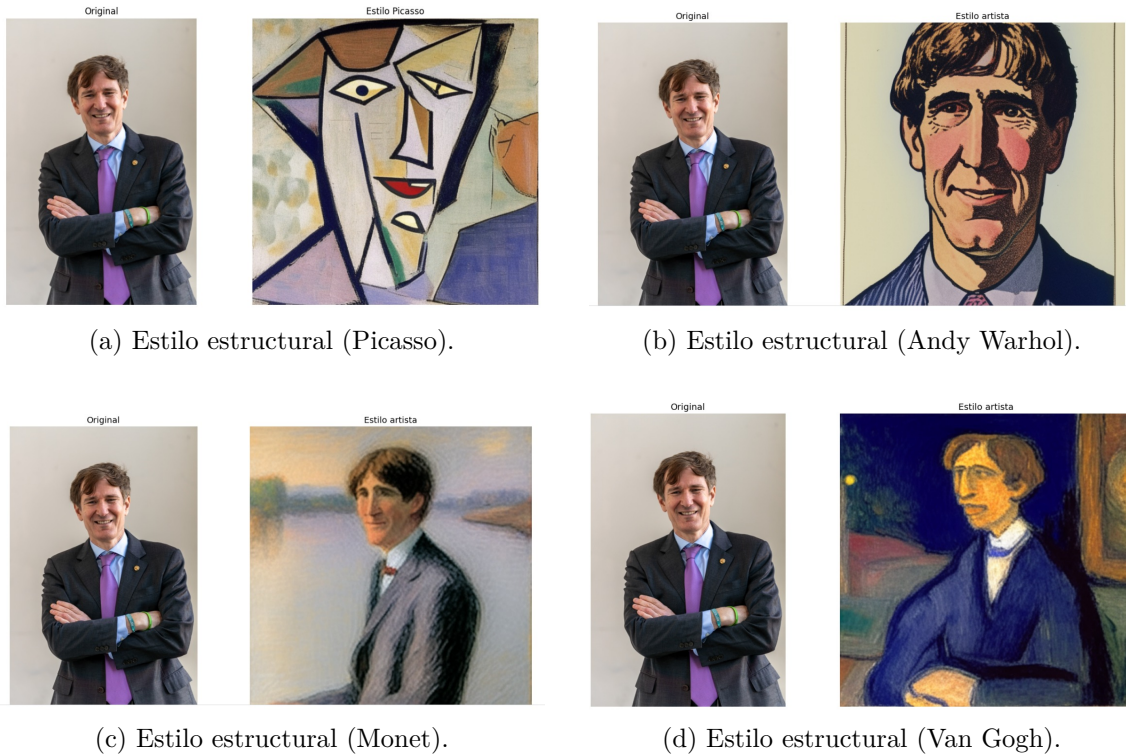 Original
Estilo Picasso
Original
Estilo artista
(a) Estilo estructural (Picasso).
(b) Estilo estructural (Andy Warhol).
Original
Estilo artista
Original
Estilo artista
(c) Estilo estructural (Monet).
(d) Estilo estructural (Van Gogh).